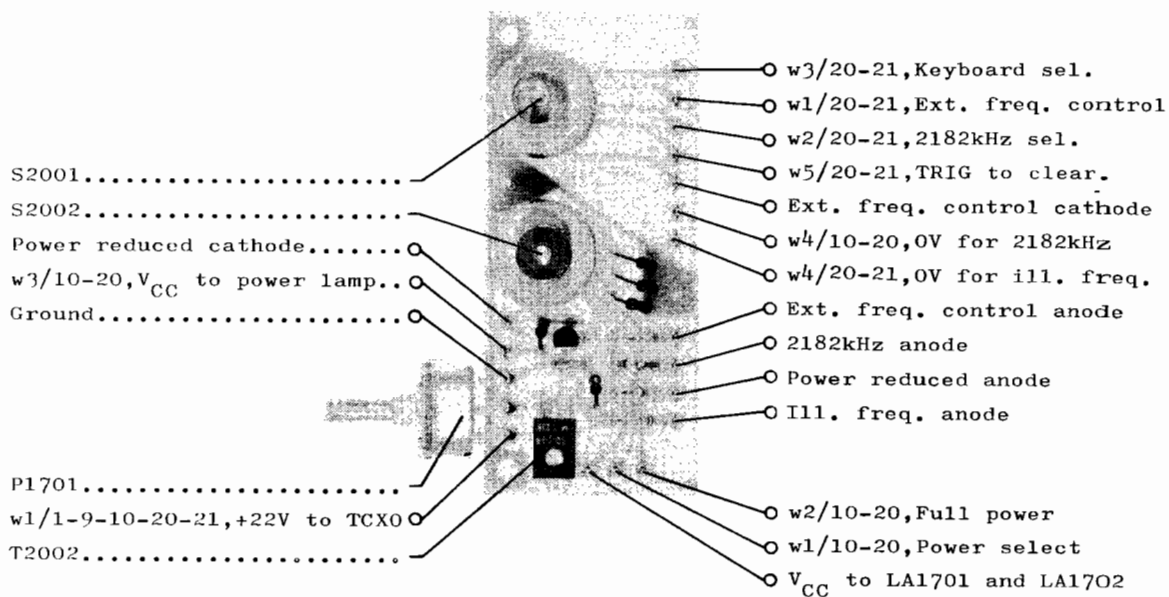 w3/20-21,Keyboard sel.
w1/20-21,Ext. freq. control
w2/20-21,2182kHz sel.
w5/20-21,TRIG to clear.
Ext. freq. control cathode
w4/10-20,0V for 2182kHz
w4/20-21,0V for ill. freq.
Ext. freq. control anode
2182kHz anode
Power reduced anode
Ill. freq. anode
w2/10-20,Full power
w1/10-20,Power select
VCC to LA1701 and LA1702
S2001
S2002
Power reduced cathode
w3/10-20,VCC to power lamp
Ground
P1701
w1/1-9-10-20-21,+22V to TCXO
T2002